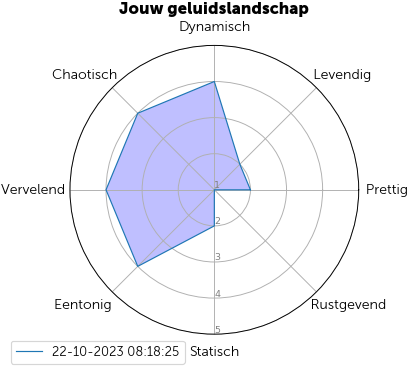 Jouw geluidslandschap
Dynamisch
Chaotisch
Levendig
Vervelend
Prettig
1
2
3
4
5
Eentonig
Rustgevend
Statisch
22-10-2023 08:18:25